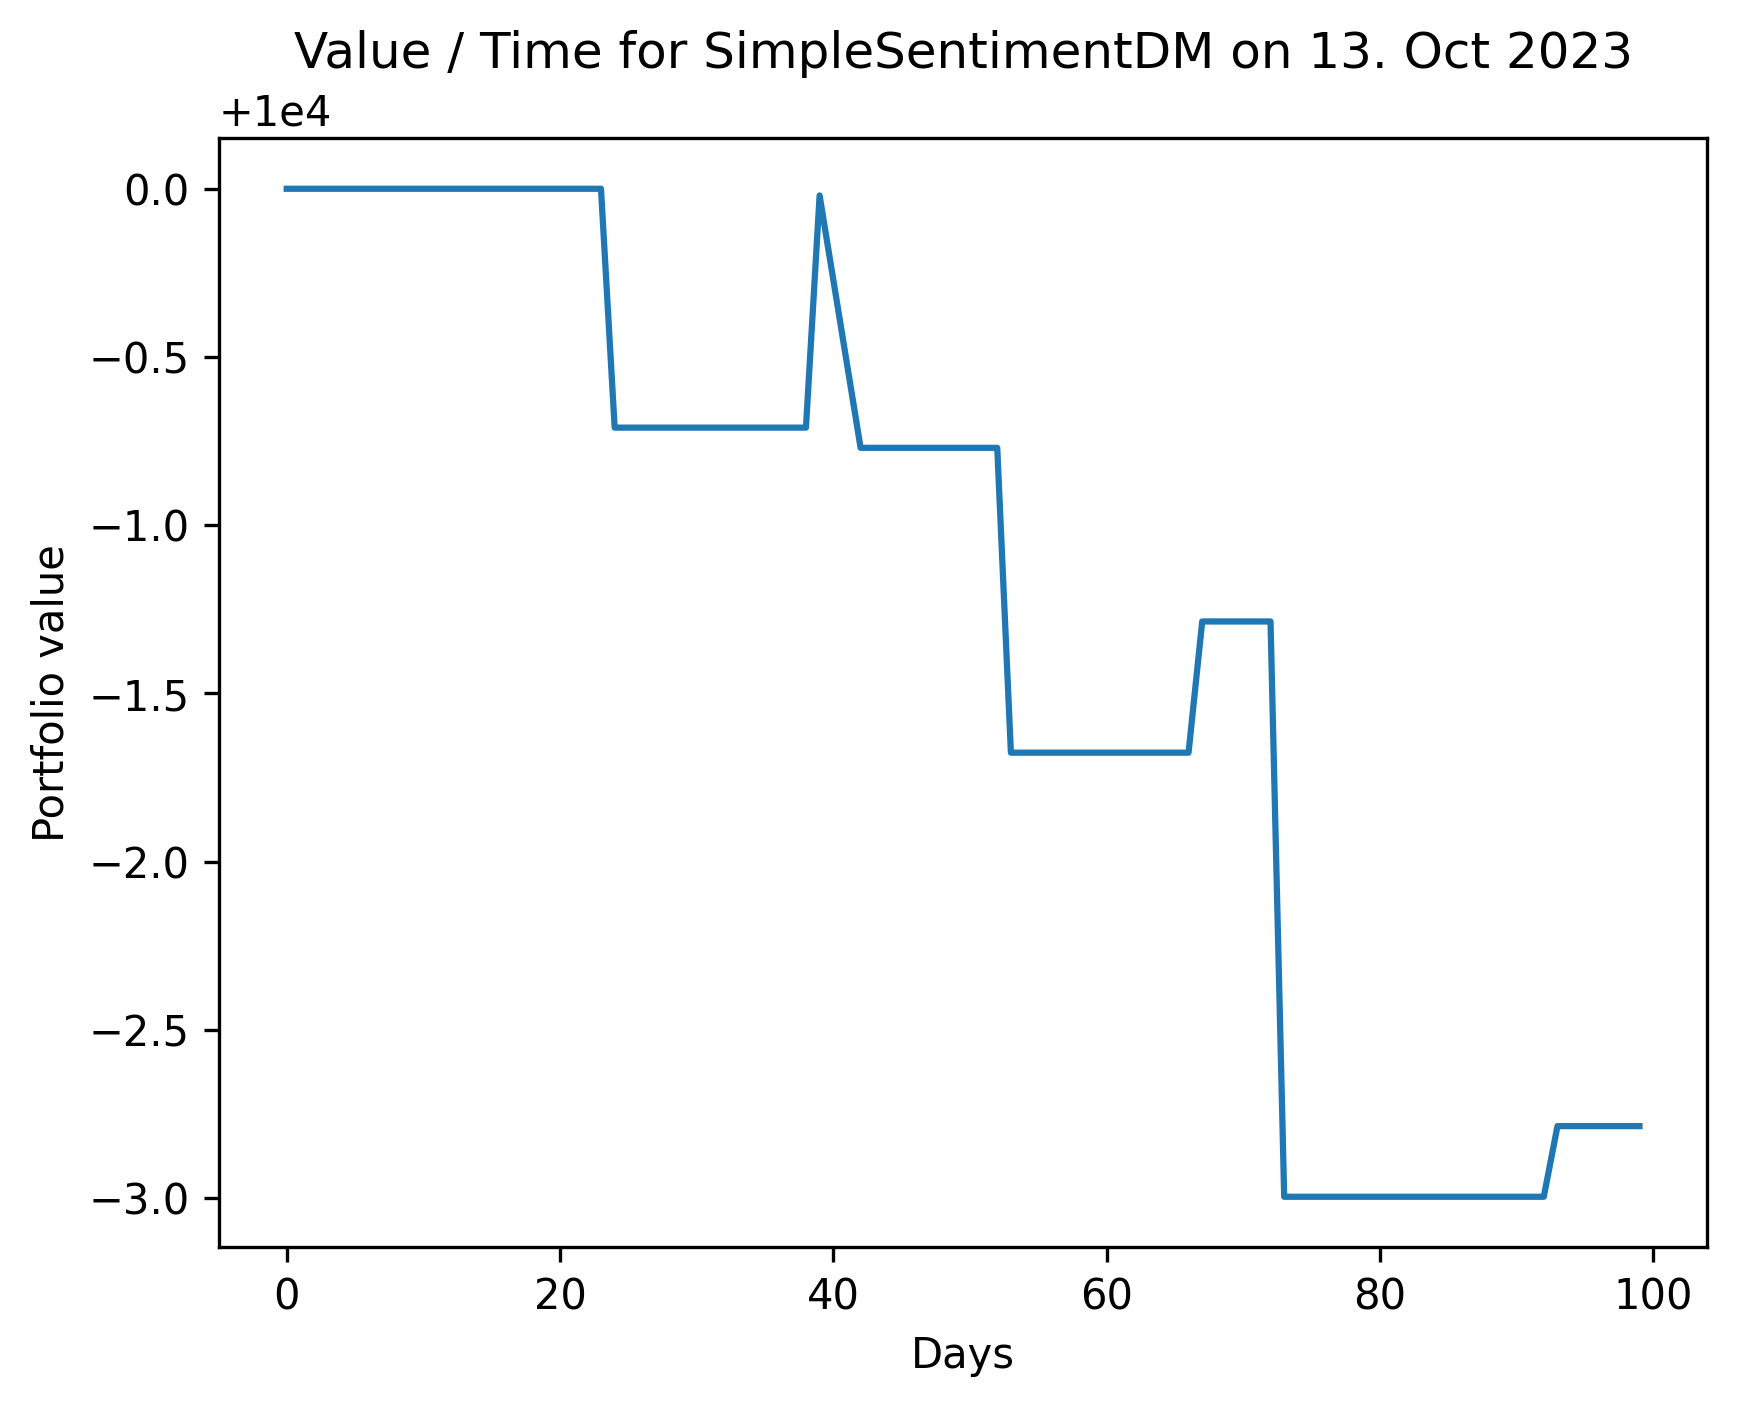 Value / Time for SimpleSentimentDM on 13. Oct 2023
+1e4
0.0
−0.5
−1.0
−1.5
−2.0
−2.5
−3.0
Portfolio value
0 20 40 60 80 100
Days